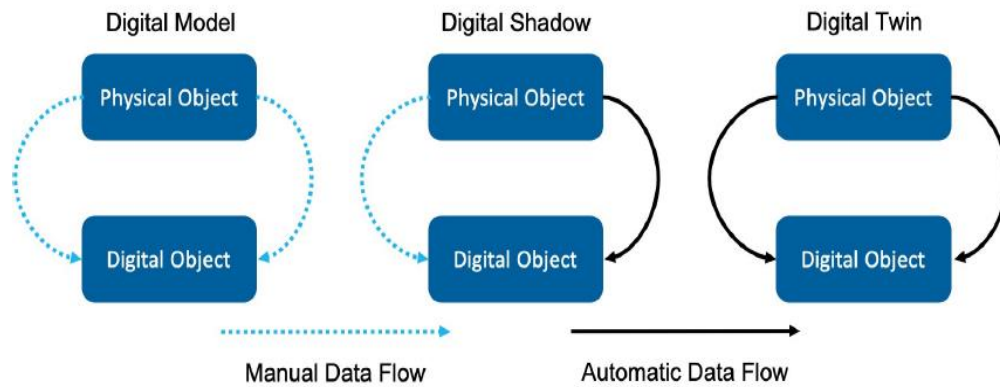 Digital Model
Digital Shadow
Digital Twin
Physical Object
Physical Object
Physical Object
Digital Object
Digital Object
Digital Object
Manual Data Flow
Automatic Data Flow